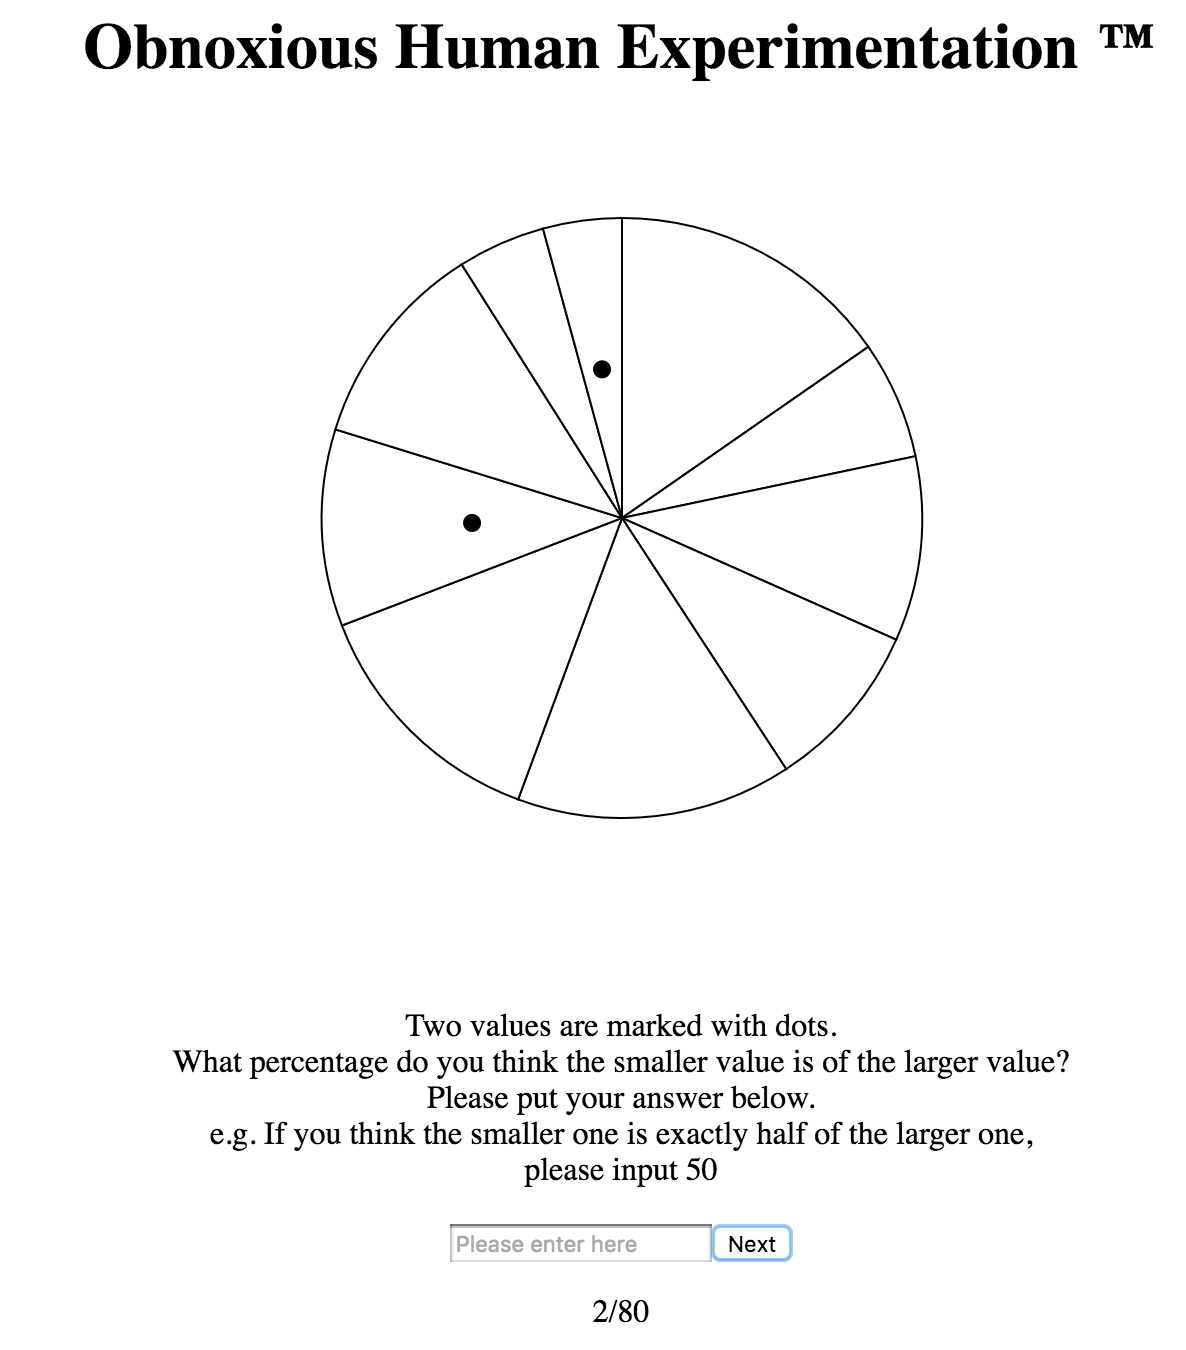 Obnoxious Human Experimentation ™
Two values are marked with dots.
What percentage do you think the smaller value is of the larger value?
Please put your answer below.
e.g. If you think the smaller one is exactly half of the larger one,
please input 50
Please enter here Next
2/80